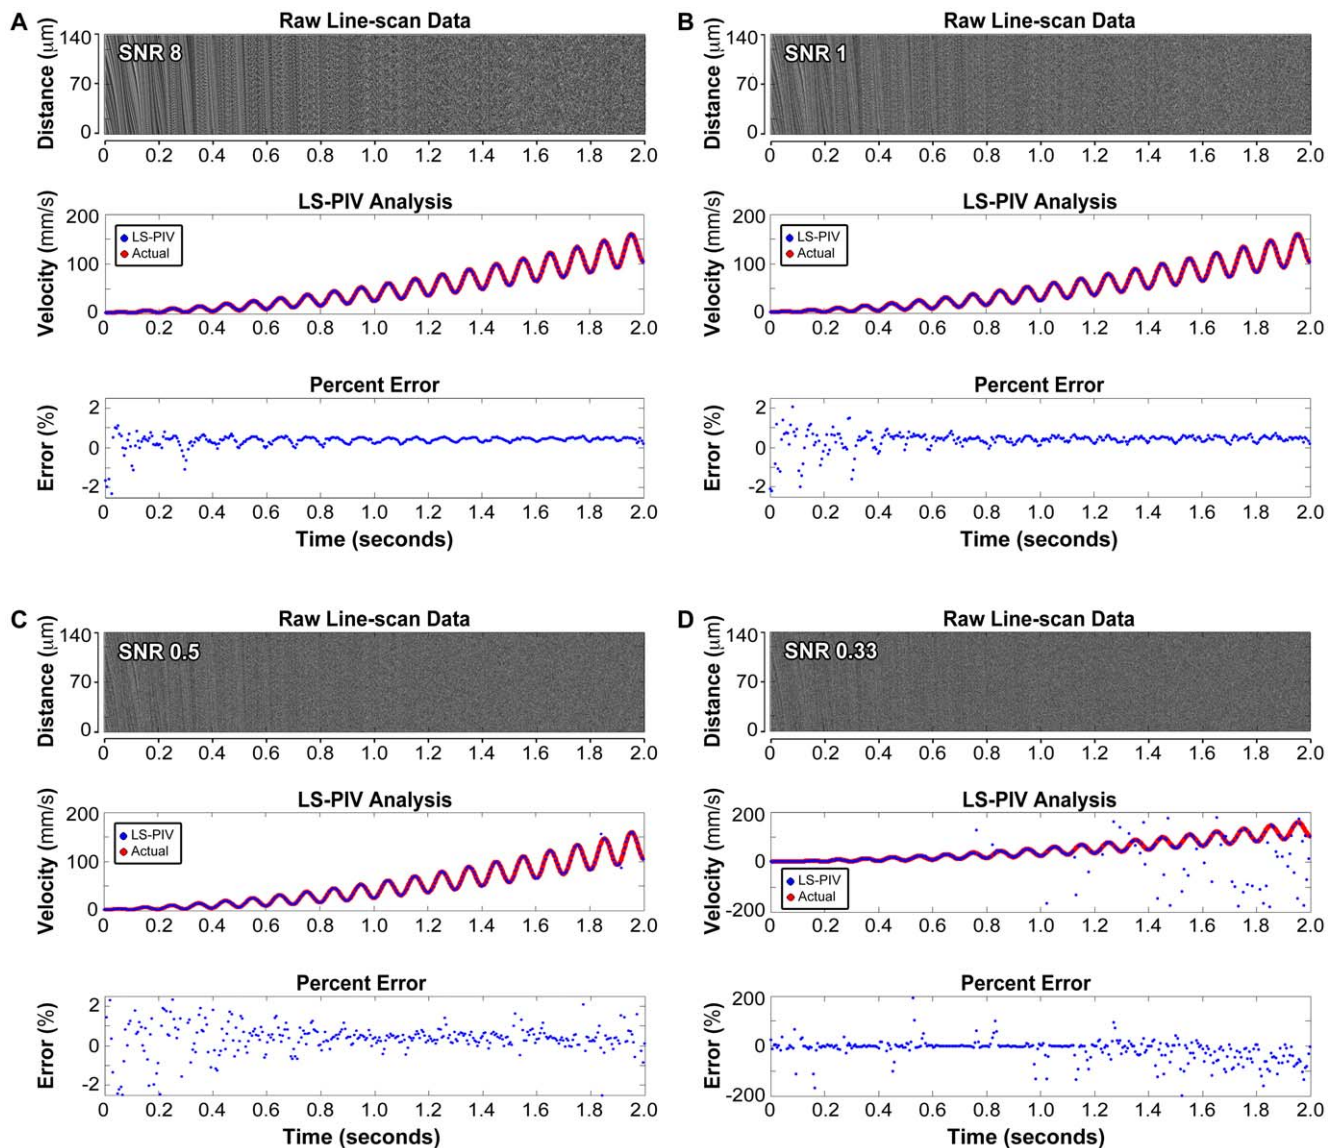 A
Raw Line-scan Data
Distance (μm)
140
70
0
SNR 8
0 0.2 0.4 0.6 0.8 1.0 1.2 1.4 1.6 1.8 2.0
LS-PIV Analysis
Velocity (mm/s)
200
100
0
LS-PIV
Actual
0 0.2 0.4 0.6 0.8 1.0 1.2 1.4 1.6 1.8 2.0
Percent Error
Error (%)
2
0
-2
0 0.2 0.4 0.6 0.8 1.0 1.2 1.4 1.6 1.8 2.0
Time (seconds)
B
Raw Line-scan Data
Distance (μm)
140
70
0
SNR 1
0 0.2 0.4 0.6 0.8 1.0 1.2 1.4 1.6 1.8 2.0
LS-PIV Analysis
Velocity (mm/s)
200
100
0
LS-PIV
Actual
0 0.2 0.4 0.6 0.8 1.0 1.2 1.4 1.6 1.8 2.0
Percent Error
Error (%)
2
0
-2
0 0.2 0.4 0.6 0.8 1.0 1.2 1.4 1.6 1.8 2.0
Time (seconds)
C
Raw Line-scan Data
Distance (μm)
140
70
0
SNR 0.5
0 0.2 0.4 0.6 0.8 1.0 1.2 1.4 1.6 1.8 2.0
LS-PIV Analysis
Velocity (mm/s)
200
100
0
LS-PIV
Actual
0 0.2 0.4 0.6 0.8 1.0 1.2 1.4 1.6 1.8 2.0
Percent Error
Error (%)
2
0
-2
0 0.2 0.4 0.6 0.8 1.0 1.2 1.4 1.6 1.8 2.0
Time (seconds)
D
Raw Line-scan Data
Distance (μm)
140
70
0
SNR 0.33
0 0.2 0.4 0.6 0.8 1.0 1.2 1.4 1.6 1.8 2.0
LS-PIV Analysis
Velocity (mm/s)
200
0
-200
LS-PIV
Actual
0 0.2 0.4 0.6 0.8 1.0 1.2 1.4 1.6 1.8 2.0
Percent Error
Error (%)
200
0
-200
0 0.2 0.4 0.6 0.8 1.0 1.2 1.4 1.6 1.8 2.0
Time (seconds)